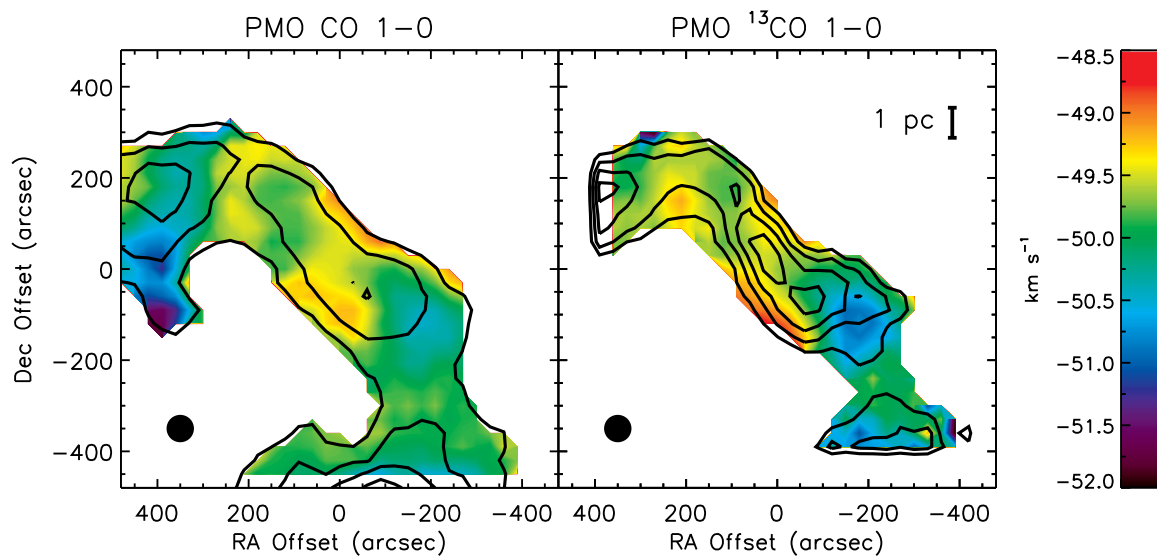 PMO CO 1−0
PMO ¹³CO 1−0
400
200
0
−200
−400
Dec Offset (arcsec)
400 200 0 −200 −400
RA Offset (arcsec)
1 pc
400 200 0 −200 −400
RA Offset (arcsec)
km s⁻¹
−48.5
−49.0
−49.5
−50.0
−50.5
−51.0
−51.5
−52.0